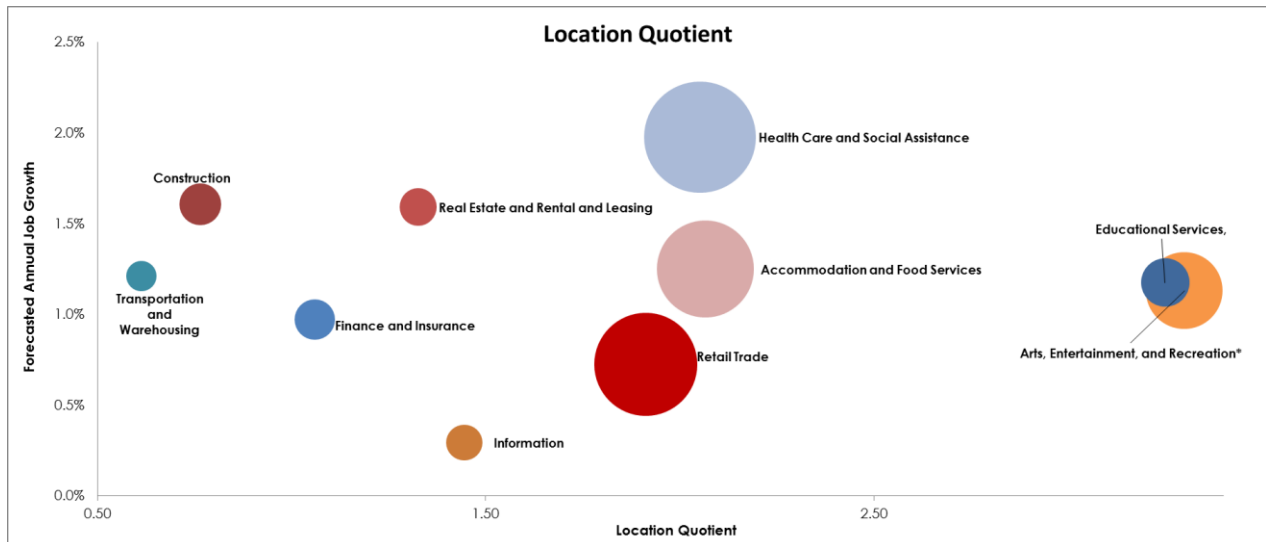 Location Quotient
2.5%
2.0%
1.5%
1.0%
0.5%
0.0%
Forecasted Annual Job Growth
Health Care and Social Assistance
Construction
Real Estate and Rental and Leasing
Educational Services,
Accommodation and Food Services
Transportation
and
Warehousing
Finance and Insurance
Arts, Entertainment, and Recreation*
Retail Trade
Information
0.50
1.50
2.50
Location Quotient